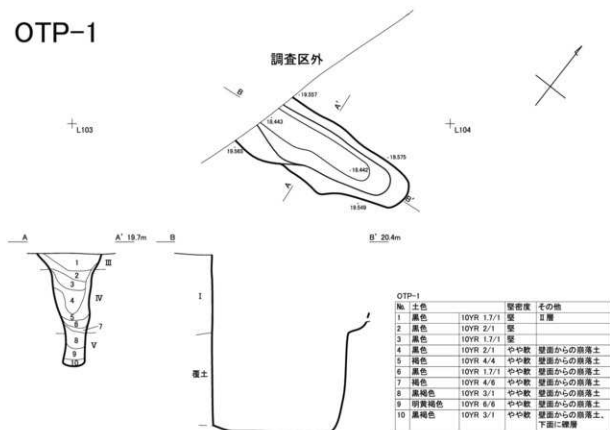 OTP-1
調査区外
B
A'
19.557
18.443
L103
L104
19.585
19.575
18.442
A
B'
19.549
A
A' 19.7m
B
B' 20.4m
1
2
3
4
5
6
7
8
9
10
III
IV
V
I
覆土
OTP-1
No. 土色 堅密度 その他
1 黒色 10YR 1.7/1 堅 II層
2 黒色 10YR 2/1 堅
3 黒色 10YR 1.7/1 堅
4 黒色 10YR 2/1 やや軟 壁面からの崩落土
5 褐色 10YR 4/4 やや軟 壁面からの崩落土
6 黒色 10YR 1.7/1 やや軟 壁面からの崩落土
7 褐色 10YR 4/6 やや軟 壁面からの崩落土
8 黒褐色 10YR 3/1 やや軟 壁面からの崩落土
9 明黄褐色 10YR 6/6 やや軟 壁面からの崩落土
10 黒褐色 10YR 3/1 やや軟 壁面からの崩落土、
下面に礫層